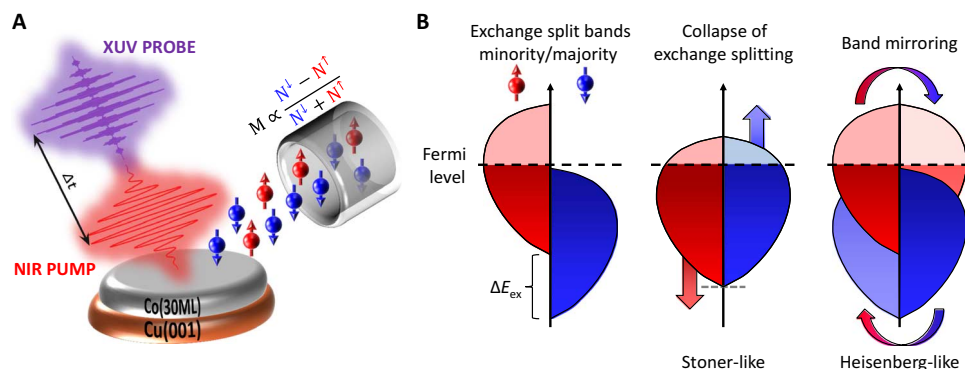 A
XUV PROBE
Δt
NIR PUMP
M ∝ N↓ − N↑ / N↓ + N↑
Co(30ML)
Cu(001)
B
Exchange split bands
minority/majority
Collapse of
exchange splitting
Band mirroring
Fermi
level
ΔEex
Stoner-like
Heisenberg-like